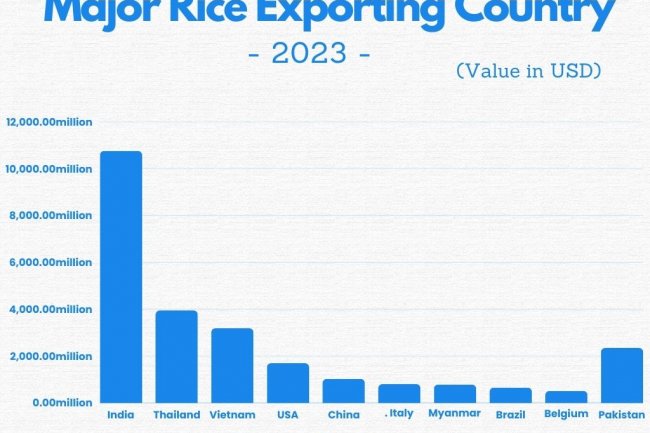 Major Rice Exporting Country
- 2023 -
(Value in USD)
12,000.00million
10,000.00million
8,000.00million
6,000.00million
4,000.00million
2,000.00million
0.00million
India Thailand Vietnam USA China . Italy Myanmar Brazil Belgium Pakistan